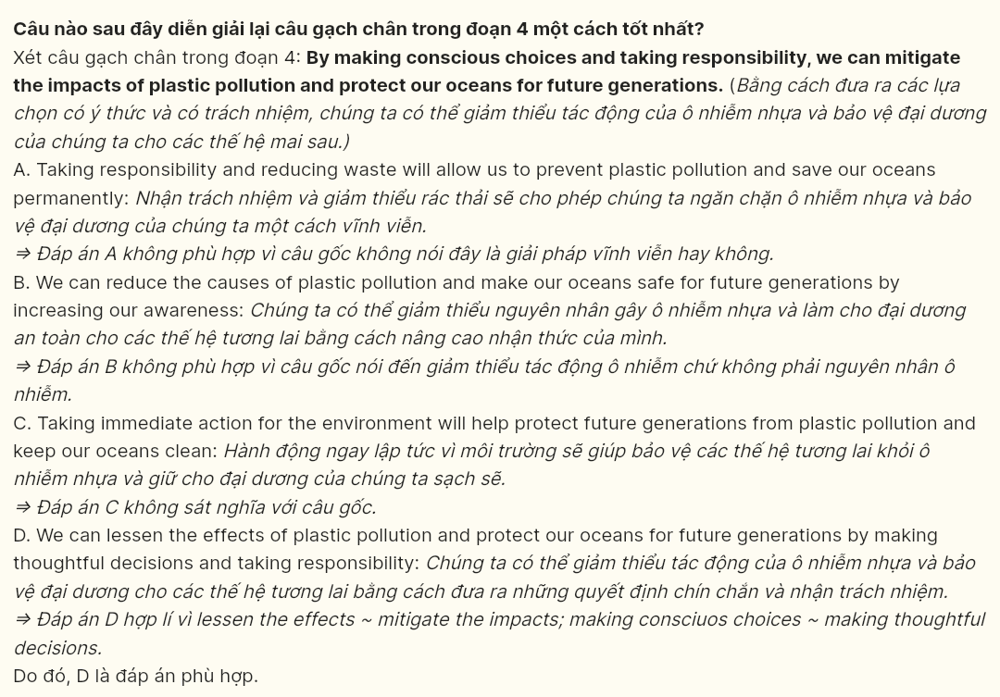 Câu nào sau đây diễn giải lại câu gạch chân trong đoạn 4 một cách tốt nhất?
Xét câu gạch chân trong đoạn 4: By making conscious choices and taking responsibility, we can mitigate
the impacts of plastic pollution and protect our oceans for future generations. (Bằng cách đưa ra các lựa
chọn có ý thức và có trách nhiệm, chúng ta có thể giảm thiểu tác động của ô nhiễm nhựa và bảo vệ đại dương
của chúng ta cho các thế hệ mai sau.)
A. Taking responsibility and reducing waste will allow us to prevent plastic pollution and save our oceans
permanently: Nhận trách nhiệm và giảm thiểu rác thải sẽ cho phép chúng ta ngăn chặn ô nhiễm nhựa và bảo
vệ đại dương của chúng ta một cách vĩnh viễn.
⇒ Đáp án A không phù hợp vì câu gốc không nói đây là giải pháp vĩnh viễn hay không.
B. We can reduce the causes of plastic pollution and make our oceans safe for future generations by
increasing our awareness: Chúng ta có thể giảm thiểu nguyên nhân gây ô nhiễm nhựa và làm cho đại dương
an toàn cho các thế hệ tương lai bằng cách nâng cao nhận thức của mình.
⇒ Đáp án B không phù hợp vì câu gốc nói đến giảm thiểu tác động ô nhiễm chứ không phải nguyên nhân ô
nhiễm.
C. Taking immediate action for the environment will help protect future generations from plastic pollution and
keep our oceans clean: Hành động ngay lập tức vì môi trường sẽ giúp bảo vệ các thế hệ tương lai khỏi ô
nhiễm nhựa và giữ cho đại dương của chúng ta sạch sẽ.
⇒ Đáp án C không sát nghĩa với câu gốc.
D. We can lessen the effects of plastic pollution and protect our oceans for future generations by making
thoughtful decisions and taking responsibility: Chúng ta có thể giảm thiểu tác động của ô nhiễm nhựa và bảo
vệ đại dương cho các thế hệ tương lai bằng cách đưa ra những quyết định chín chắn và nhận trách nhiệm.
⇒ Đáp án D hợp lí vì lessen the effects ~ mitigate the impacts; making consciuos choices ~ making thoughtful
decisions.
Do đó, D là đáp án phù hợp.